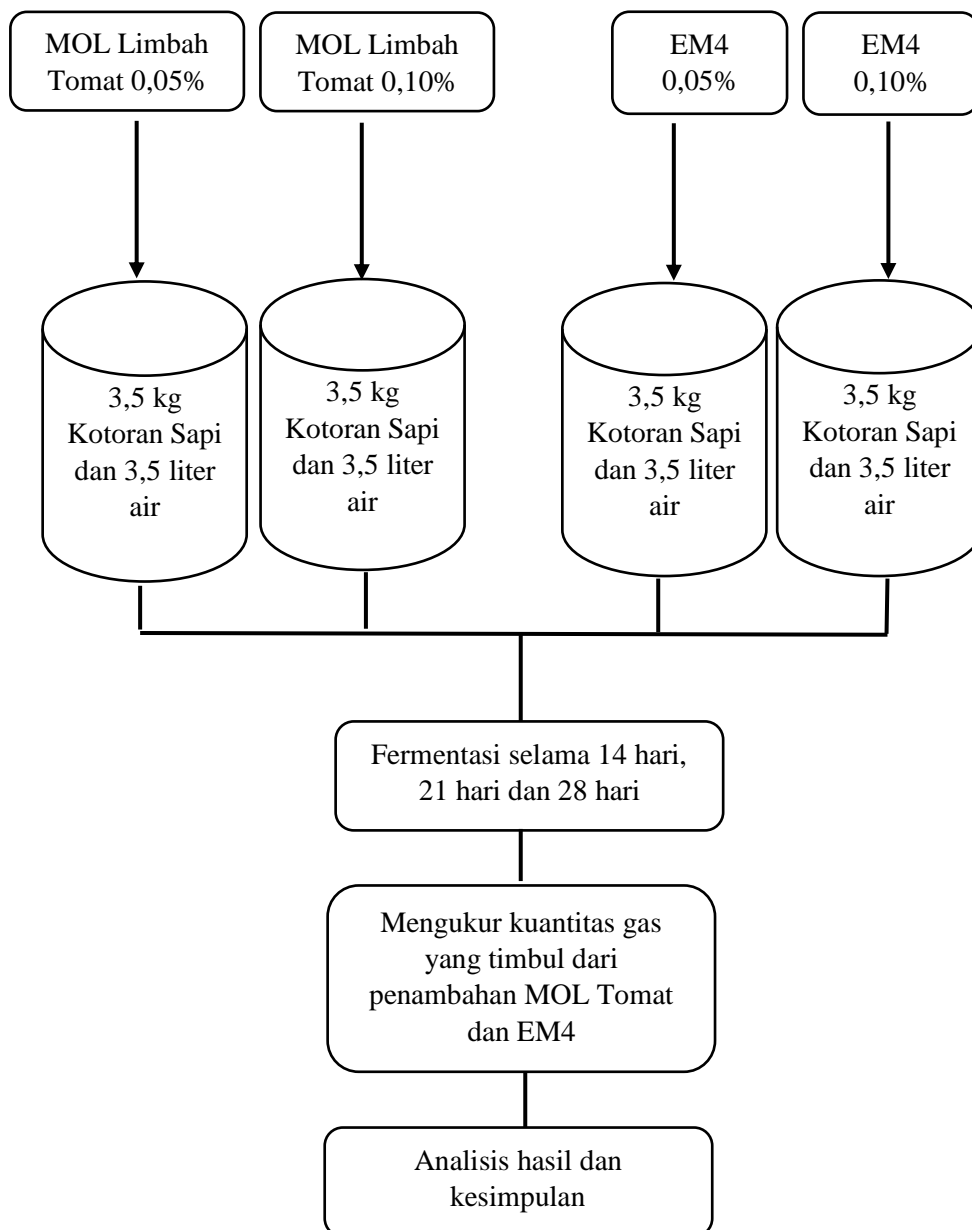 MOL Limbah
Tomat 0,05%
MOL Limbah
Tomat 0,10%
EM4
0,05%
EM4
0,10%
3,5 kg
Kotoran Sapi
dan 3,5 liter
air
3,5 kg
Kotoran Sapi
dan 3,5 liter
air
3,5 kg
Kotoran Sapi
dan 3,5 liter
air
3,5 kg
Kotoran Sapi
dan 3,5 liter
air
Fermentasi selama 14 hari,
21 hari dan 28 hari
Mengukur kuantitas gas
yang timbul dari
penambahan MOL Tomat
dan EM4
Analisis hasil dan
kesimpulan